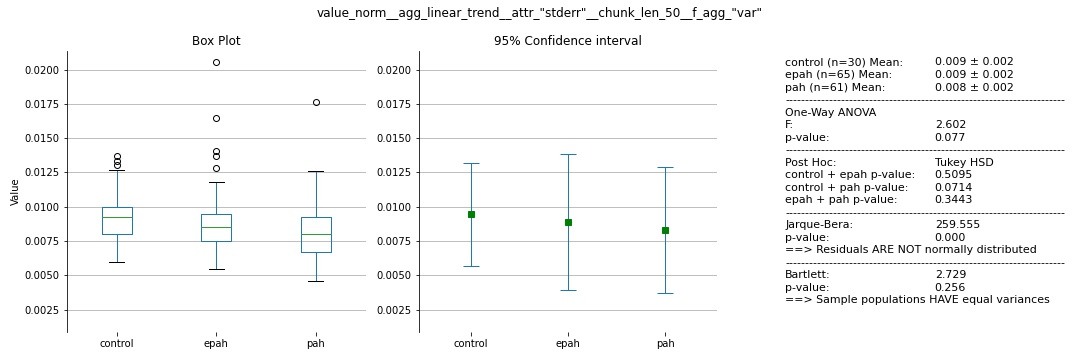 value_norm__agg_linear_trend__attr_"stderr"__chunk_len_50__f_agg_"var"
Box Plot
Value
0.0200
0.0175
0.0150
0.0125
0.0100
0.0075
0.0050
0.0025
control epah pah
95% Confidence interval
0.0200
0.0175
0.0150
0.0125
0.0100
0.0075
0.0050
0.0025
control epah pah
control (n=30) Mean: 0.009 ± 0.002
epah (n=65) Mean: 0.009 ± 0.002
pah (n=61) Mean: 0.008 ± 0.002
One-Way ANOVA
F: 2.602
p-value: 0.077
Post Hoc: Tukey HSD
control + epah p-value: 0.5095
control + pah p-value: 0.0714
epah + pah p-value: 0.3443
Jarque-Bera: 259.555
p-value: 0.000
==> Residuals ARE NOT normally distributed
Bartlett: 2.729
p-value: 0.256
==> Sample populations HAVE equal variances